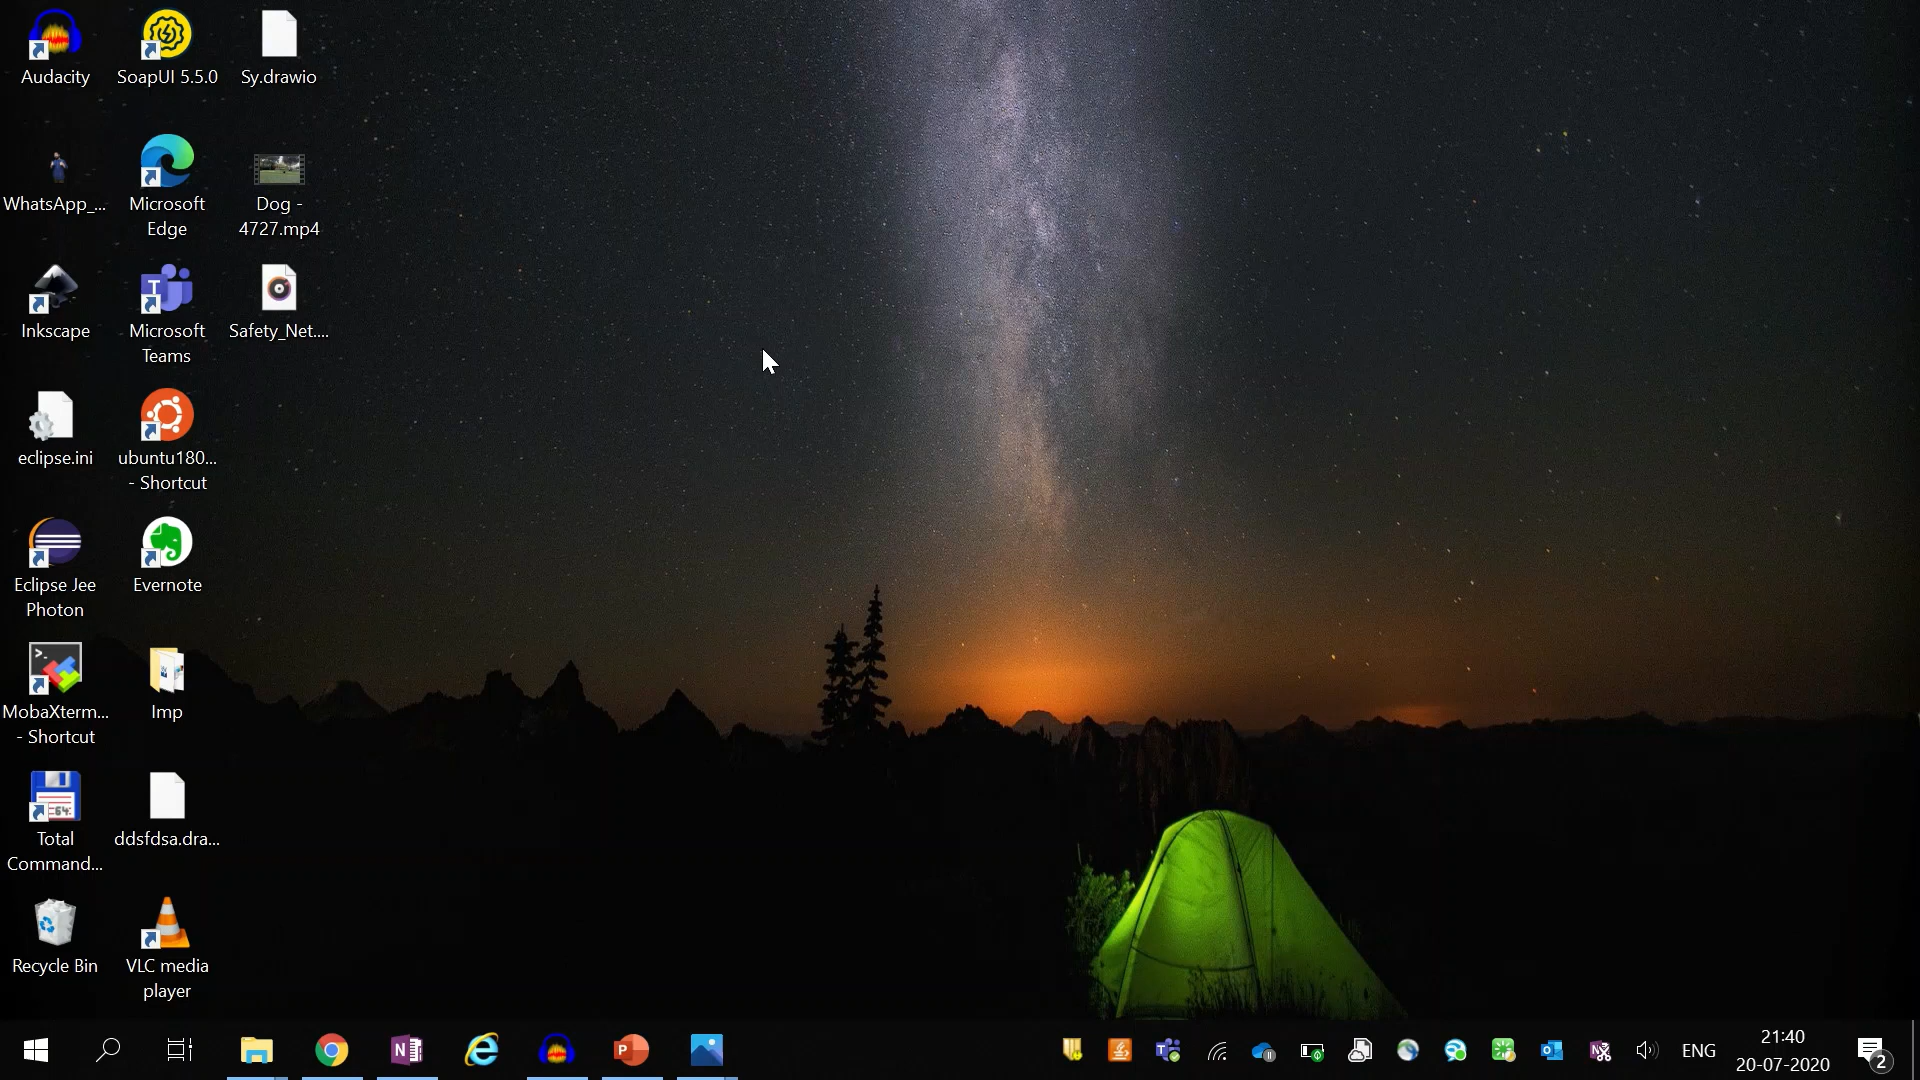 Audacity
SoapUI 5.5.0
Sy.drawio
WhatsApp_...
Microsoft
Edge
Dog -
4727.mp4
Inkscape
Microsoft
Teams
Safety_Net....
eclipse.ini
ubuntu180...
- Shortcut
Eclipse Jee
Photon
Evernote
MobaXterm...
- Shortcut
Imp
Total
Command...
ddsfdsa.dra...
Recycle Bin
VLC media
player
ENG
21:40
20-07-2020
2